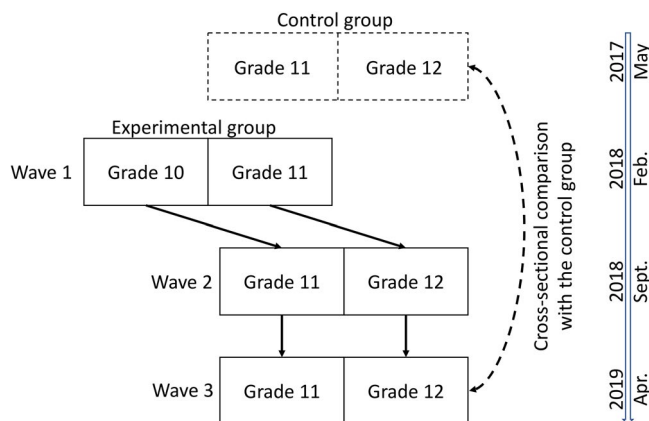 Control group
Grade 11 Grade 12
Experimental group
Wave 1 Grade 10 Grade 11
Wave 2 Grade 11 Grade 12
Wave 3 Grade 11 Grade 12
Cross-sectional comparison
with the control group
2017 May
2018 Feb.
2018 Sept.
2019 Apr.